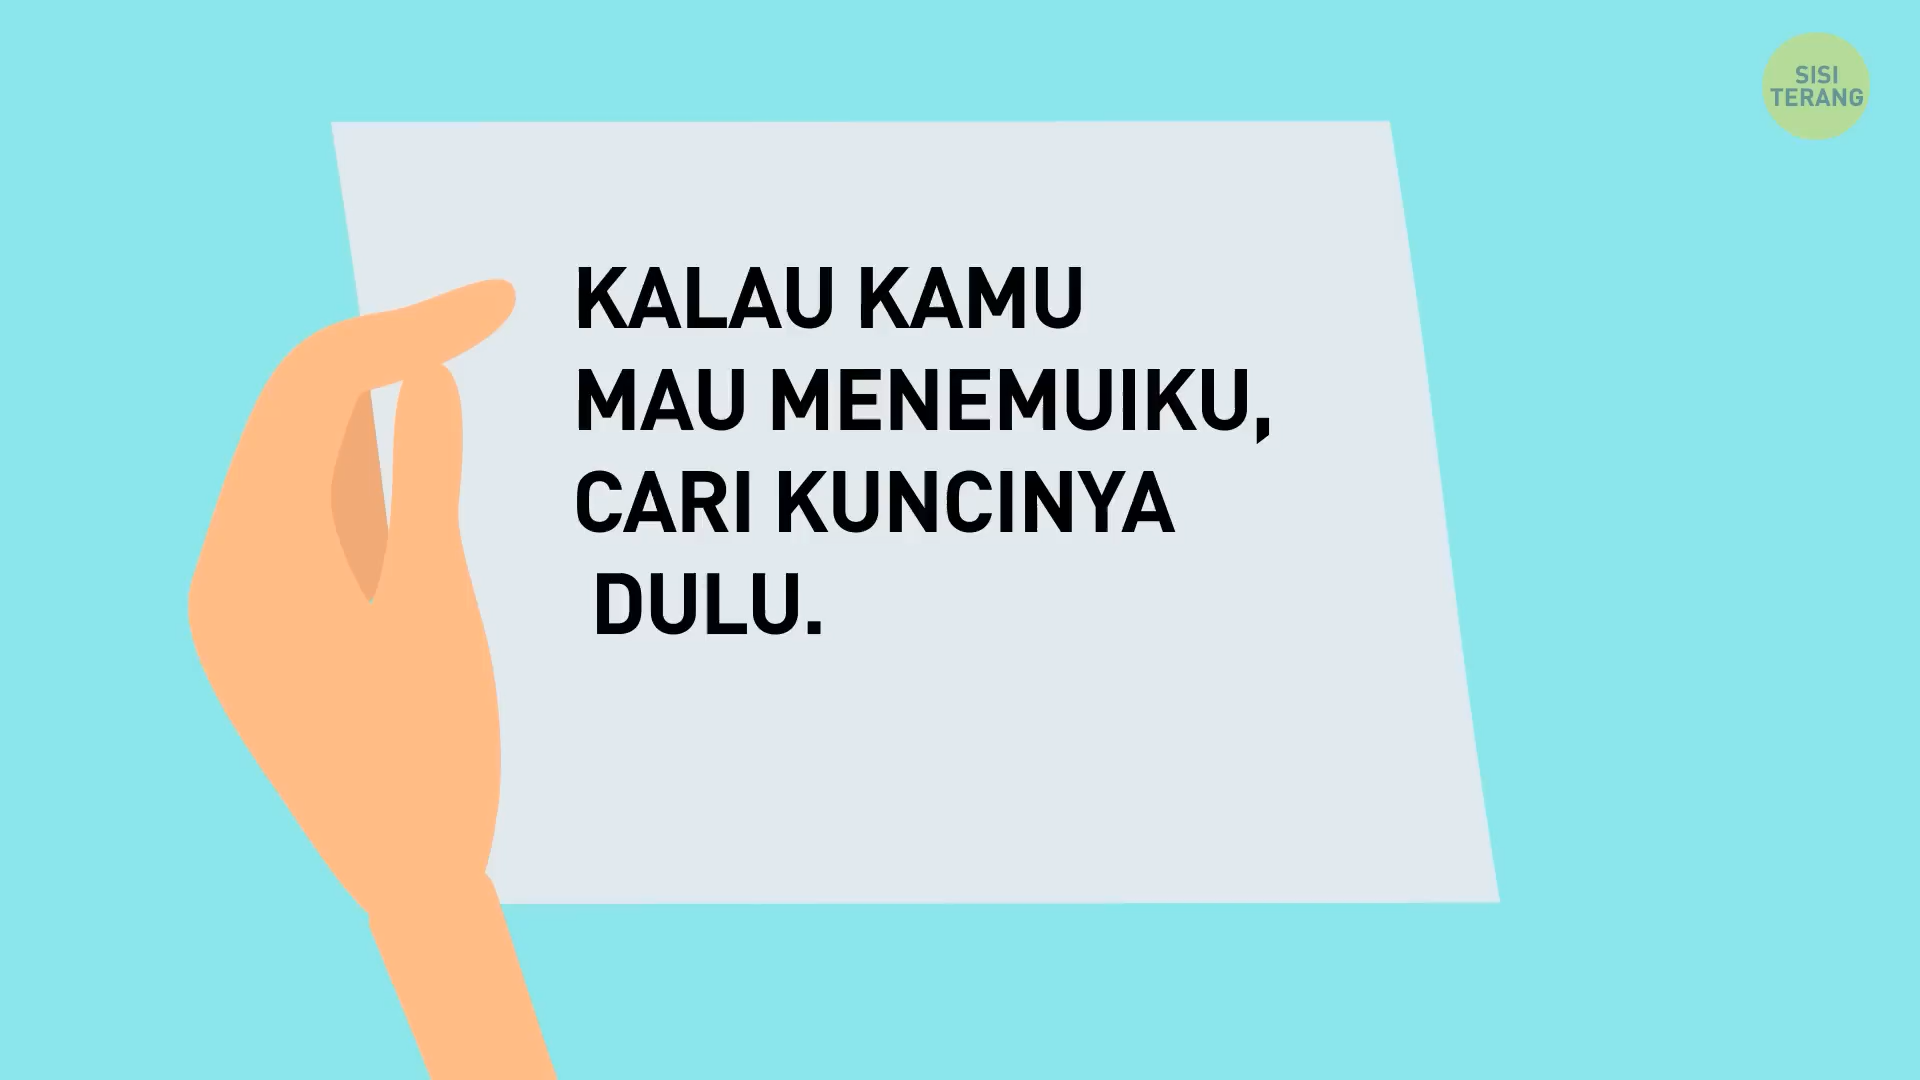 SISI
TERANG
KALAU KAMU
MAU MENEMUIKU,
CARI KUNCINYA
DULU.